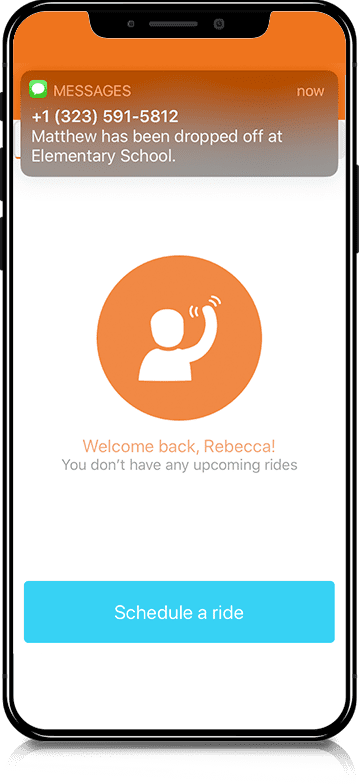 MESSAGES now
+1 (323) 591-5812
Matthew has been dropped off at
Elementary School.
Welcome back, Rebecca!
You don't have any upcoming rides
Schedule a ride